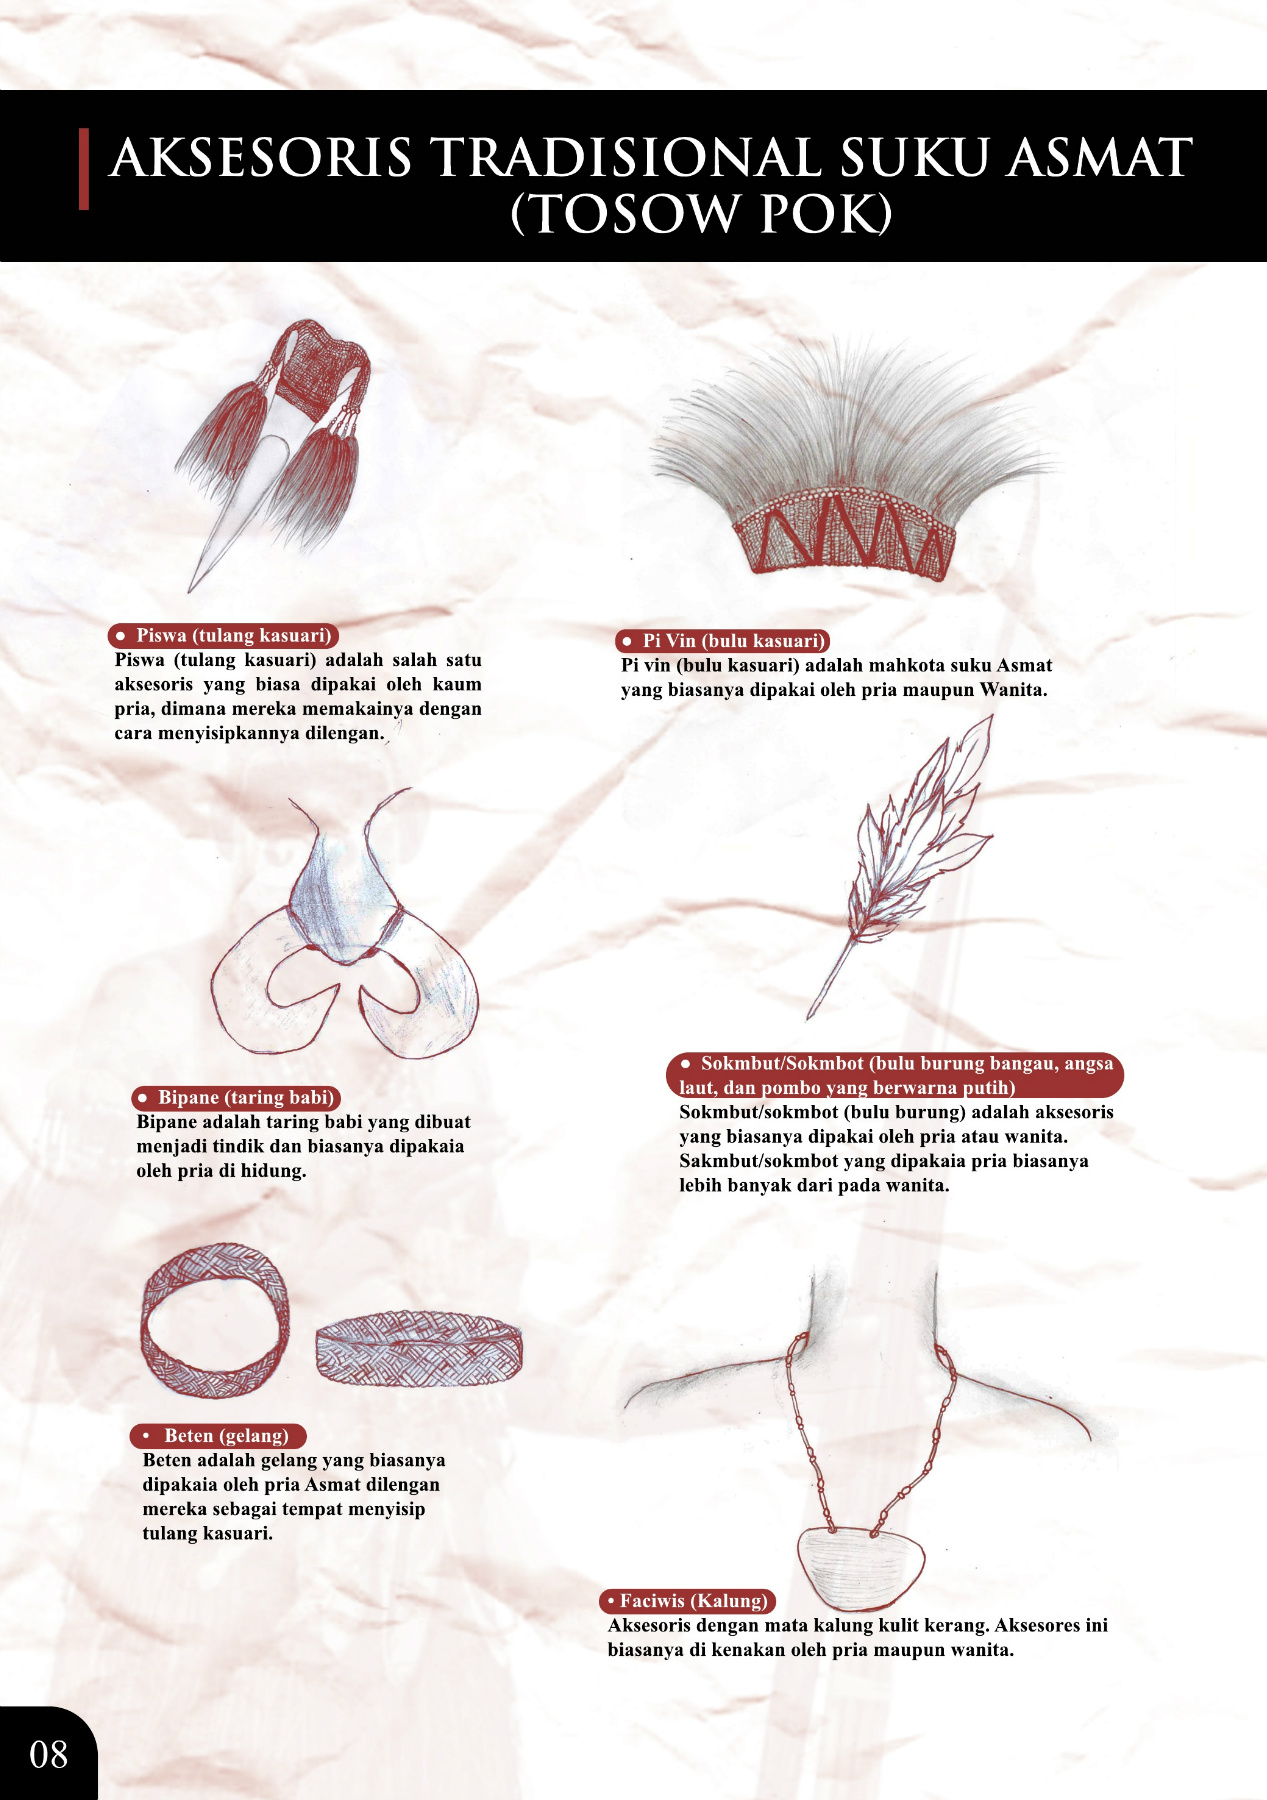 AKSESORIS TRADISIONAL SUKU ASMAT
(TOSOW POK)
● Piswa (tulang kasuari)
Piswa (tulang kasuari) adalah salah satu
aksesoris yang biasa dipakai oleh kaum
pria, dimana mereka memakainya dengan
cara menyisipkannya dilengan.
● Pi Vin (bulu kasuari)
Pi vin (bulu kasuari) adalah mahkota suku Asmat
yang biasanya dipakai oleh pria maupun Wanita.
● Bipane (taring babi)
Bipane adalah taring babi yang dibuat
menjadi tindik dan biasanya dipakaia
oleh pria di hidung.
● Sokmbut/Sokmbot (bulu burung bangau, angsa
laut, dan pombo yang berwarna putih)
Sokmbut/sokmbot (bulu burung) adalah aksesoris
yang biasanya dipakai oleh pria atau wanita.
Sakmbut/sokmbot yang dipakaia pria biasanya
lebih banyak dari pada wanita.
• Beten (gelang)
Beten adalah gelang yang biasanya
dipakaia oleh pria Asmat dilengan
mereka sebagai tempat menyisip
tulang kasuari.
• Faciwis (Kalung)
Aksesoris dengan mata kalung kulit kerang. Aksesores ini
biasanya di kenakan oleh pria maupun wanita.
08